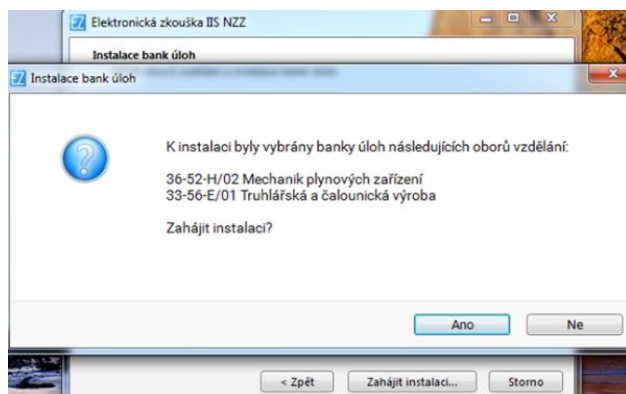 Elektronická zkouška IIS NZZ
Instalace bank úloh
Instalace bank úloh
K instalaci byly vybrány banky úloh následujících oborů vzdělání:
36-52-H/02 Mechanik plynových zařízení
33-56-E/01 Truhlářská a čalounická výroba
Zahájit instalaci?
Ano
Ne
< Zpět
Zahájit instalaci...
Storno